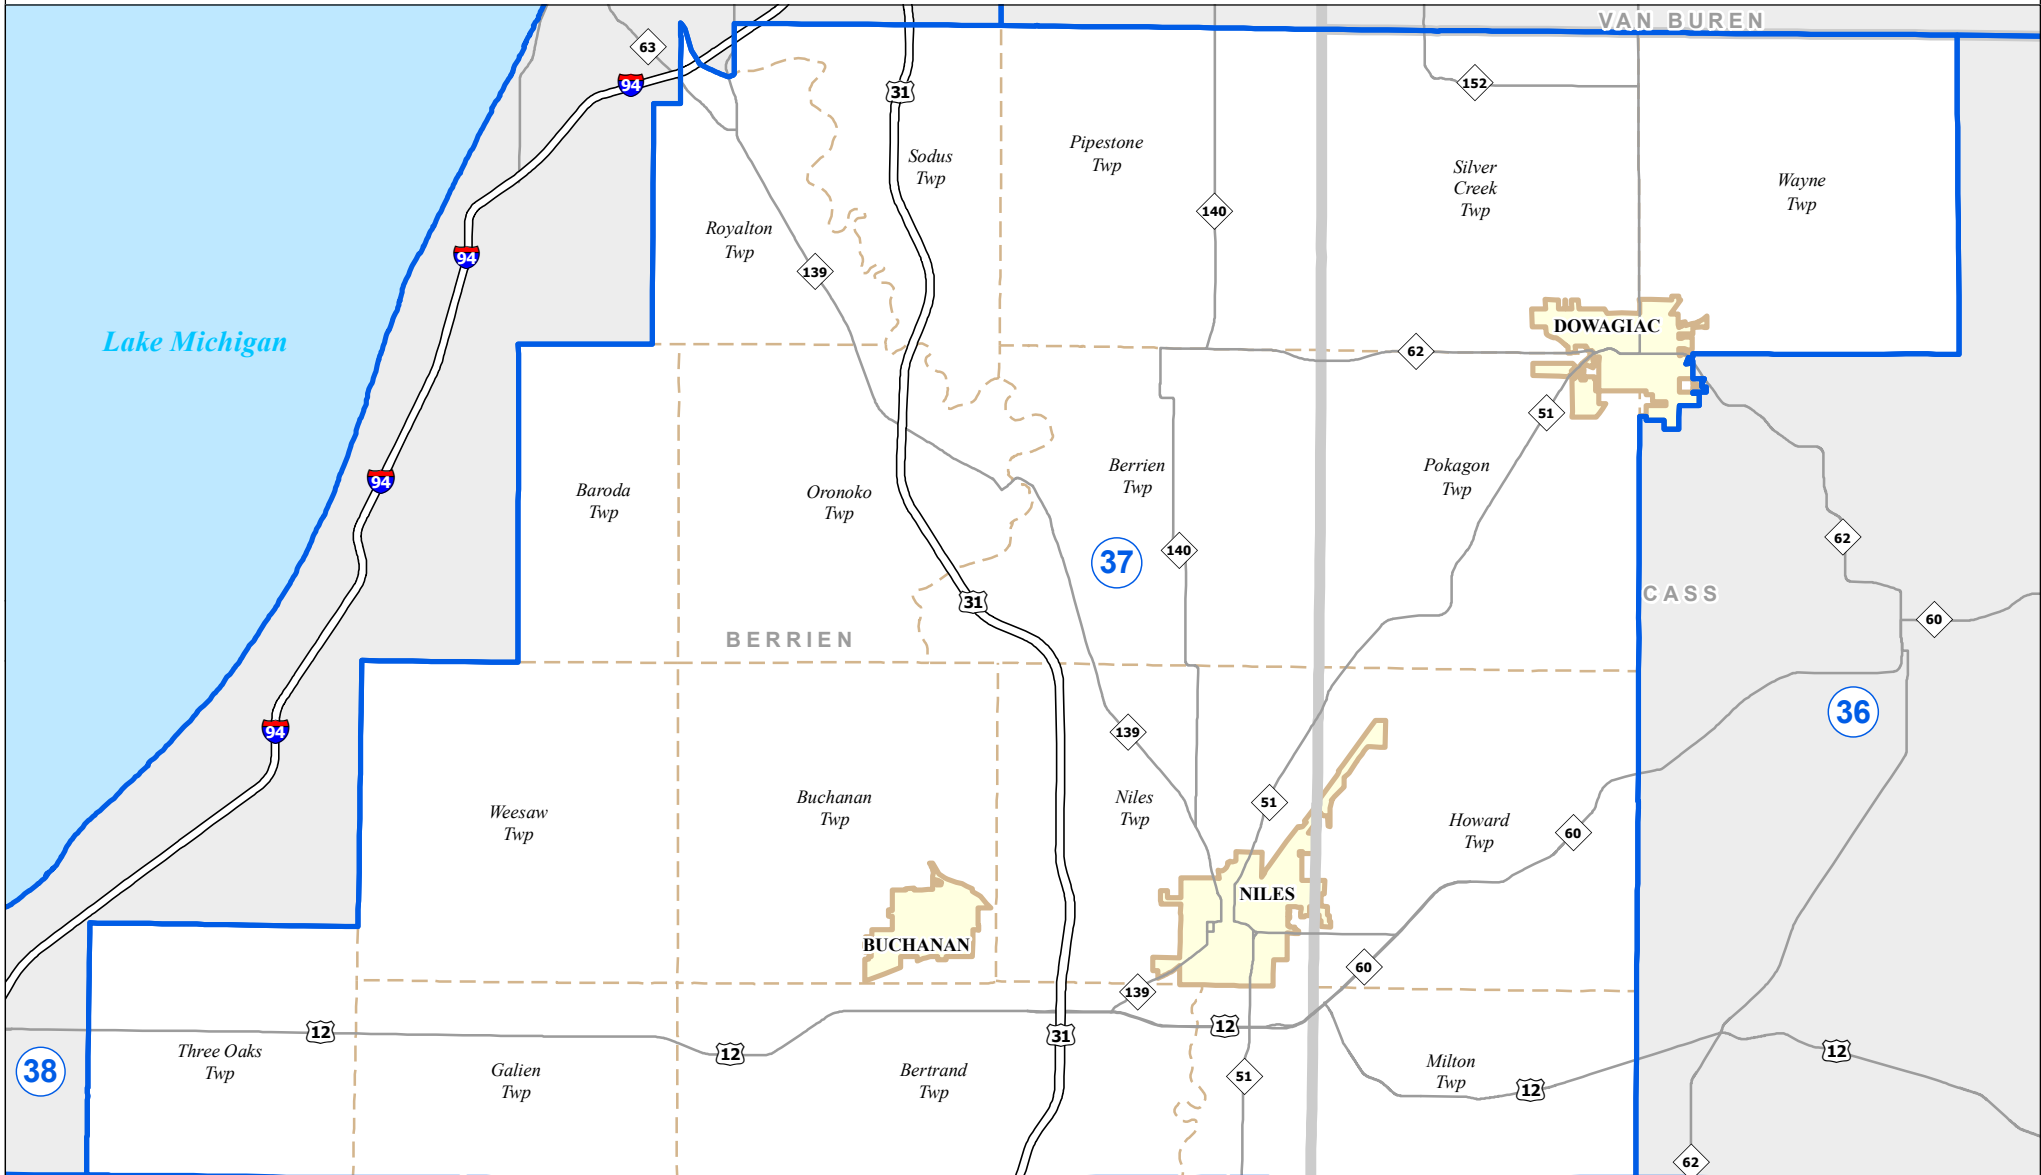 VAN BUREN
63
94
31
152
Sodus
Twp
Pipestone
Twp
Silver
Creek
Twp
Wayne
Twp
140
Royalton
Twp
94
139
Lake Michigan
DOWAGIAC
62
51
94
Baroda
Twp
Oronoko
Twp
Berrien
Twp
Pokagon
Twp
37
140
62
31
CASS
60
BERRIEN
94
139
36
Weesaw
Twp
Buchanan
Twp
Niles
Twp
51
Howard
Twp
60
NILES
BUCHANAN
60
139
12
12
12
31
12
38
Three Oaks
Twp
Galien
Twp
Bertrand
Twp
51
Milton
Twp
12
62